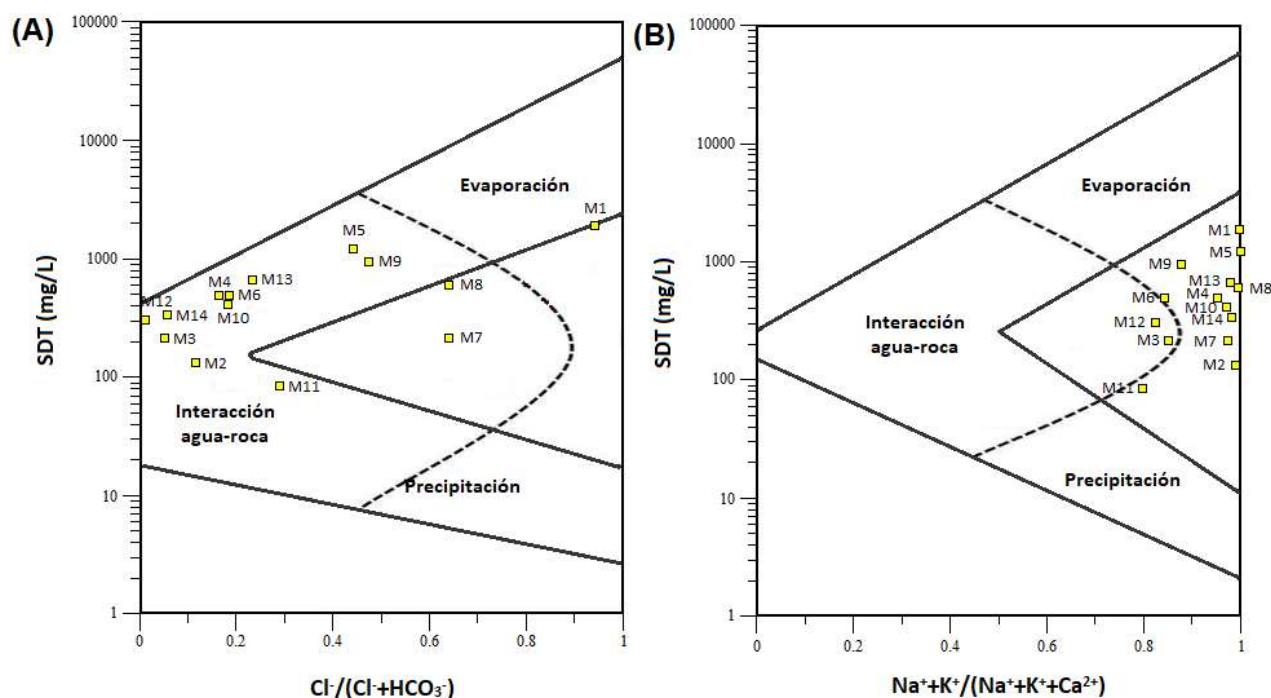 (A)
100000
10000
1000
100
10
1
SDT (mg/L)
Evaporación
M1
M5
M9
M8
M4
M13
M6
M12
M14
M10
M3
M7
M2
M11
Interacción
agua-roca
Precipitación
0
0.2
0.4
0.6
0.8
1
Cl⁻/(Cl⁻+HCO₃⁻)
(B)
100000
10000
1000
100
10
1
SDT (mg/L)
Evaporación
M1
M5
M9
M13
M8
M6
M4
M10
M12
M14
M3
M7
M2
M11
Interacción
agua-roca
Precipitación
0
0.2
0.4
0.6
0.8
1
Na⁺+K⁺/(Na⁺+K⁺+Ca²⁺)